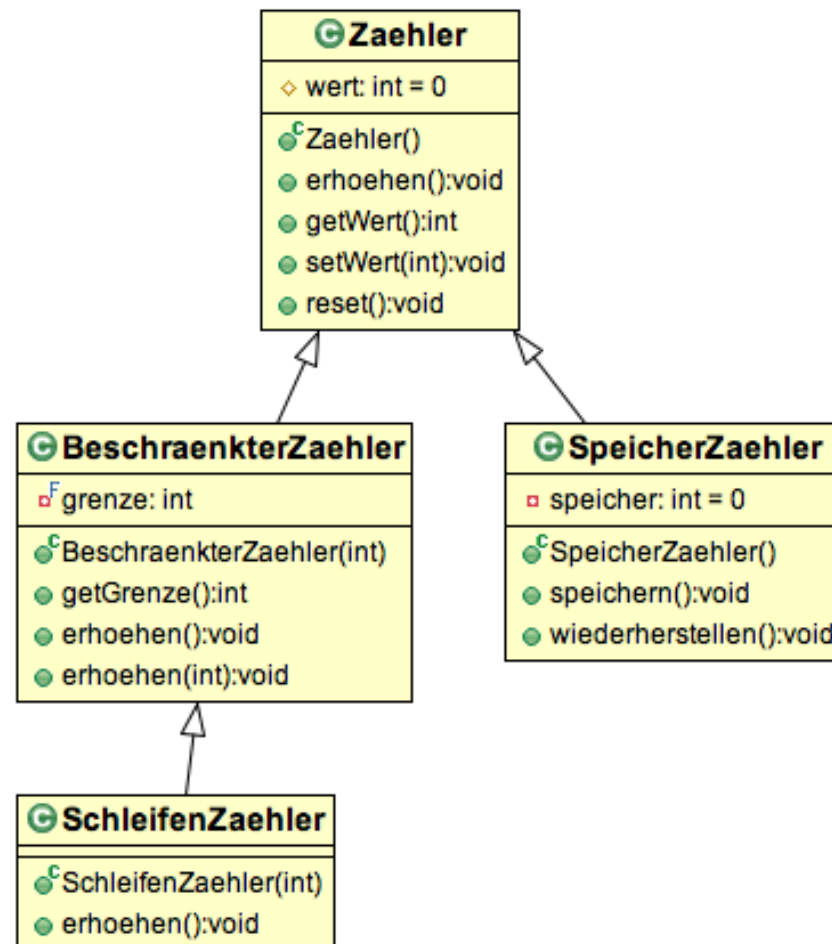 Zaehler
wert: int = 0
Zaehler()
erhoehen():void
getWert():int
setWert(int):void
reset():void
BeschraenkterZaehler
grenze: int
BeschraenkterZaehler(int)
getGrenze():int
erhoehen():void
erhoehen(int):void
SpeicherZaehler
speicher: int = 0
SpeicherZaehler()
speichern():void
wiederherstellen():void
SchleifenZaehler
SchleifenZaehler(int)
erhoehen():void